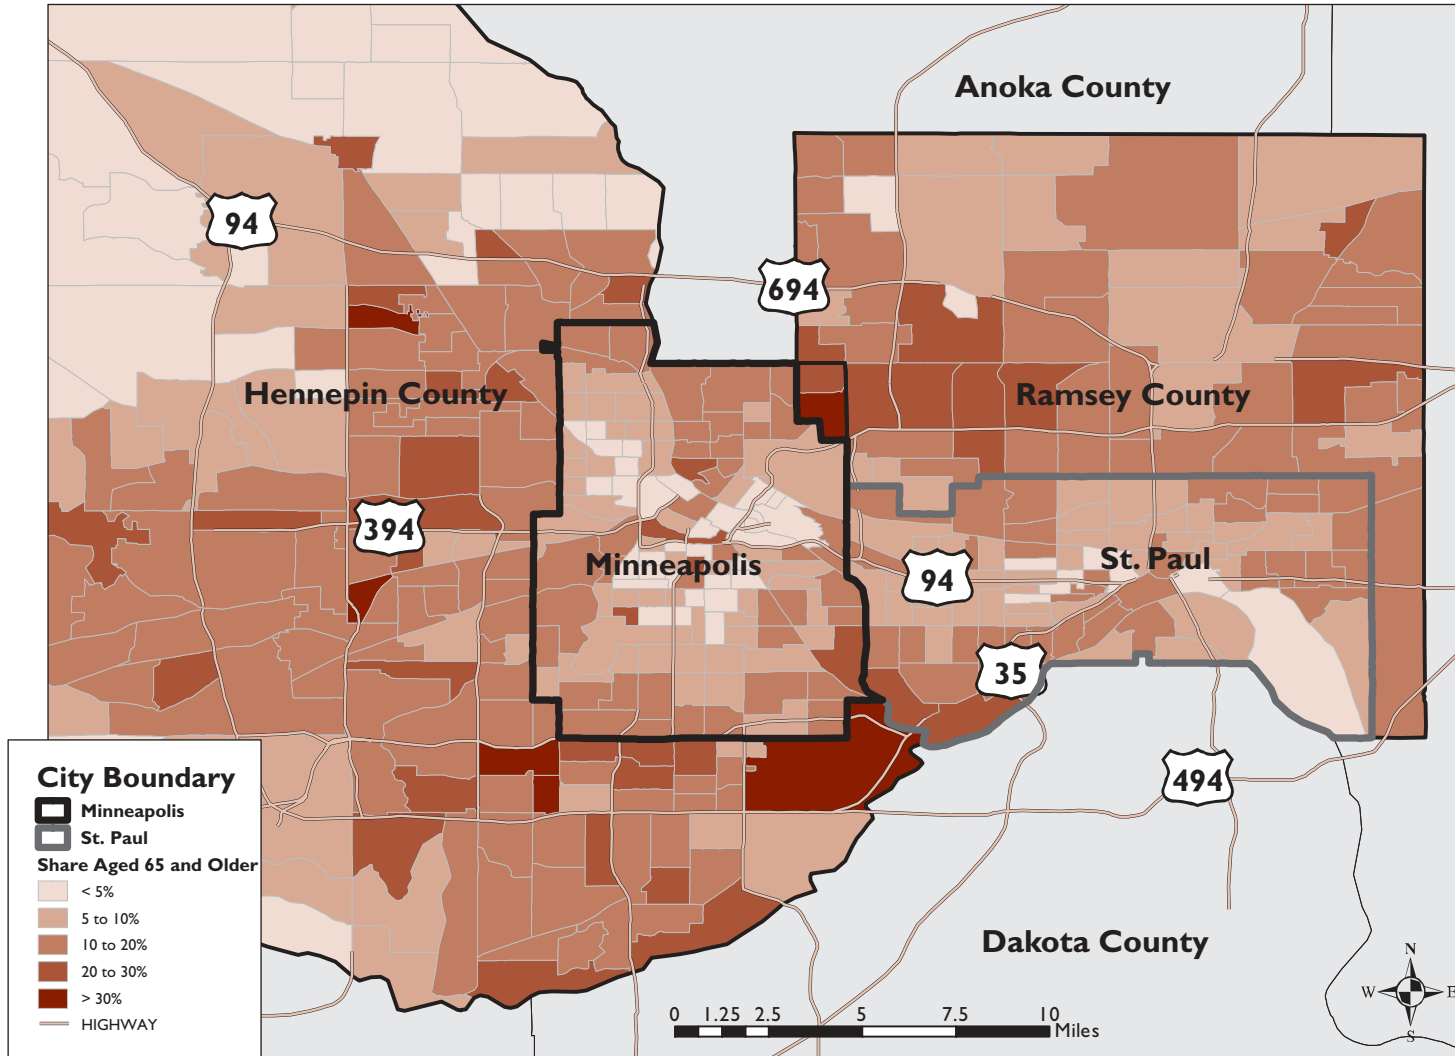 Anoka County
94
694
Hennepin County
Ramsey County
394
Minneapolis
St. Paul
94
35
494
City Boundary
Minneapolis
St. Paul
Share Aged 65 and Older
< 5%
5 to 10%
10 to 20%
20 to 30%
> 30%
HIGHWAY
Dakota County
0 1.25 2.5 5 7.5 10
Miles
N
W E
S